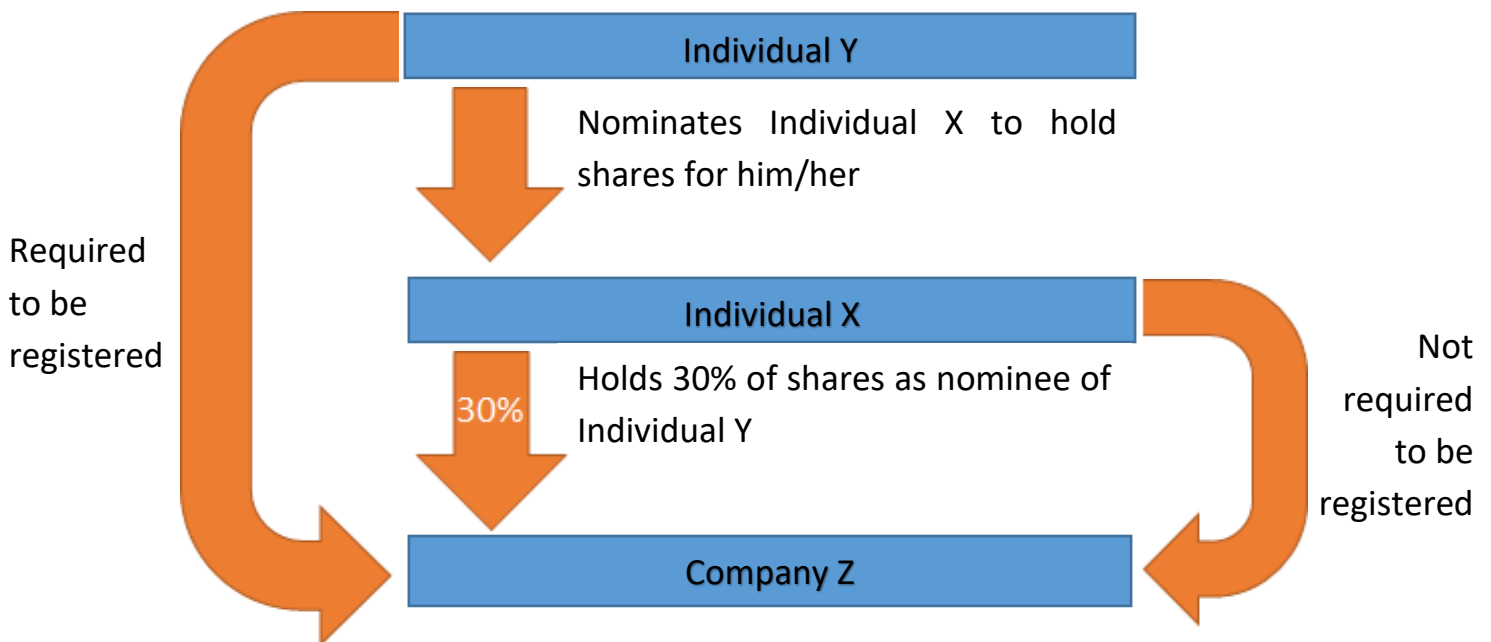 Individual Y
Nominates Individual X to hold
shares for him/her
Required
to be
registered
Individual X
Holds 30% of shares as nominee of
Individual Y
30%
Not
required
to be
registered
Company Z